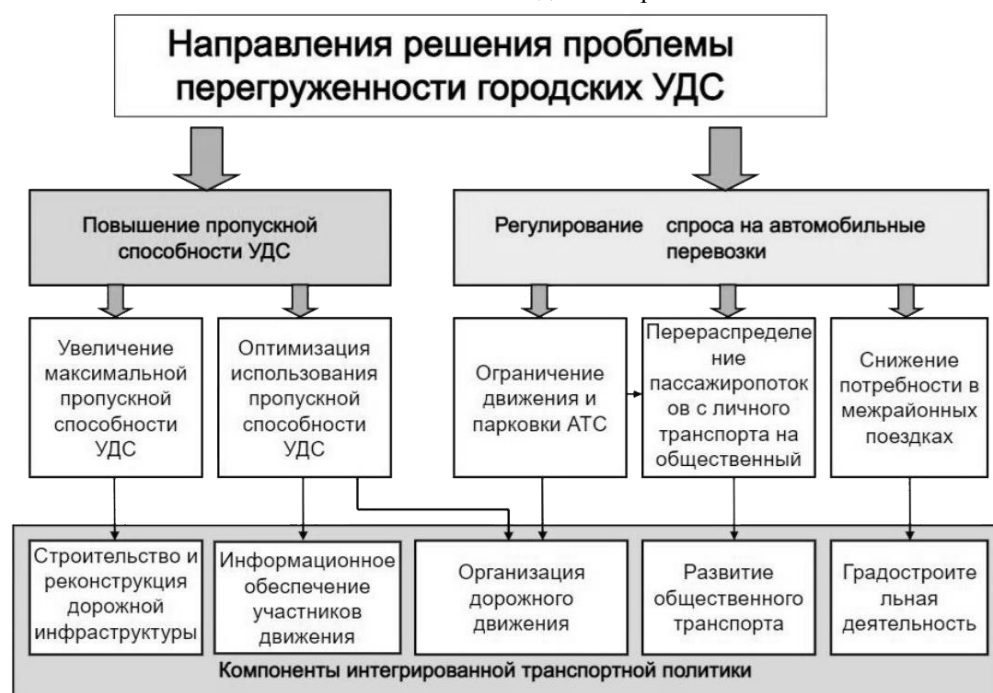 Направления решения проблемы
перегруженности городских УДС
Повышение пропускной
способности УДС
Регулирование спроса на автомобильные
перевозки
Увеличение
максимальной
пропускной
способности
УДС
Оптимизация
использования
пропускной
способности
УДС
Ограничение
движения и
парковки АТС
Перераспределе
ние
пассажиропоток
ов с личного
транспорта на
общественный
Снижение
потребности в
межрайонных
поездках
Строительство и
реконструкция
дорожной
инфраструктуры
Информационное
обеспечение
участников
движения
Организация
дорожного
движения
Развитие
общественного
транспорта
Градостроите
льная
деятельность
Компоненты интегрированной транспортной политики